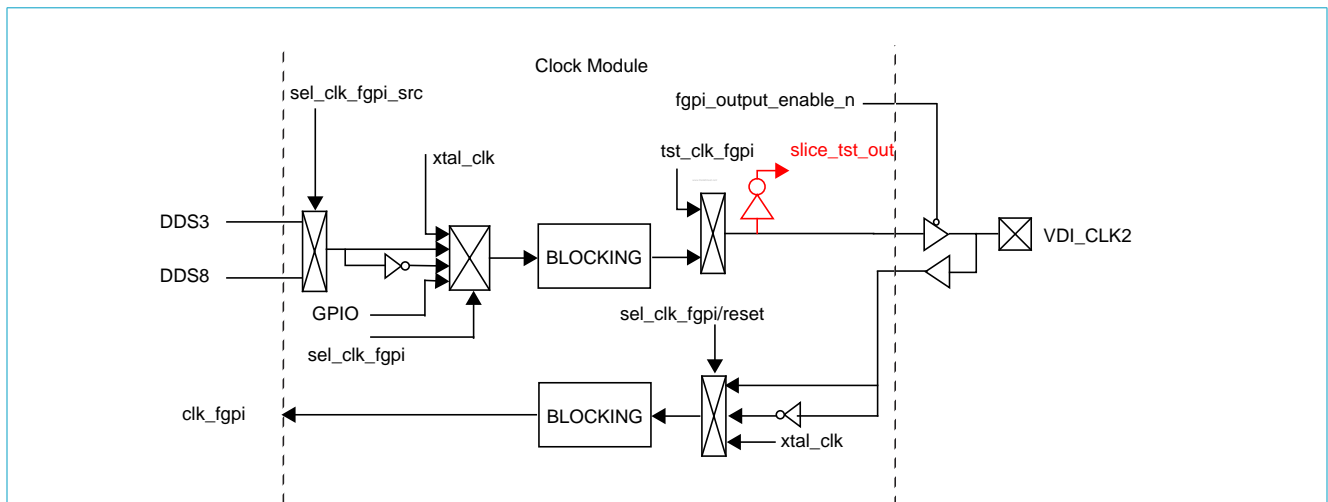 Clock Module
sel_clk_fgpi_src
fgpi_output_enable_n
xtal_clk
tst_clk_fgpi
slice_tst_out
DDS3
VDI_CLK2
BLOCKING
DDS8
GPIO
sel_clk_fgpi/reset
sel_clk_fgpi
clk_fgpi
BLOCKING
xtal_clk